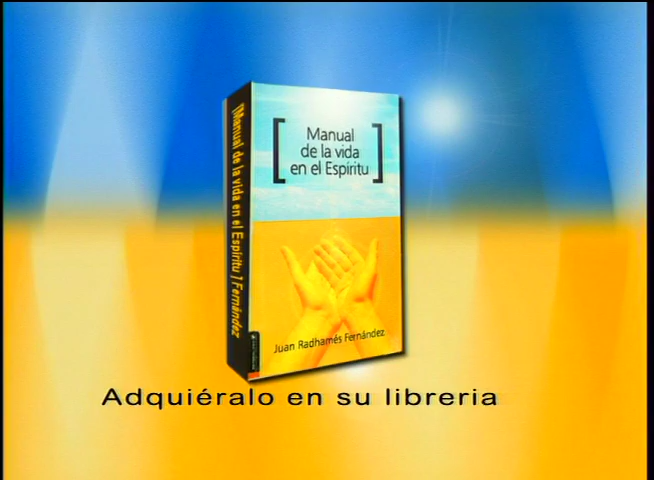 [Manual
de la vida
en el Espíritu]
[Manual de la vida en el Espíritu] Fernández
Juan Radhamés Fernández
Adquiéralo en su libreria